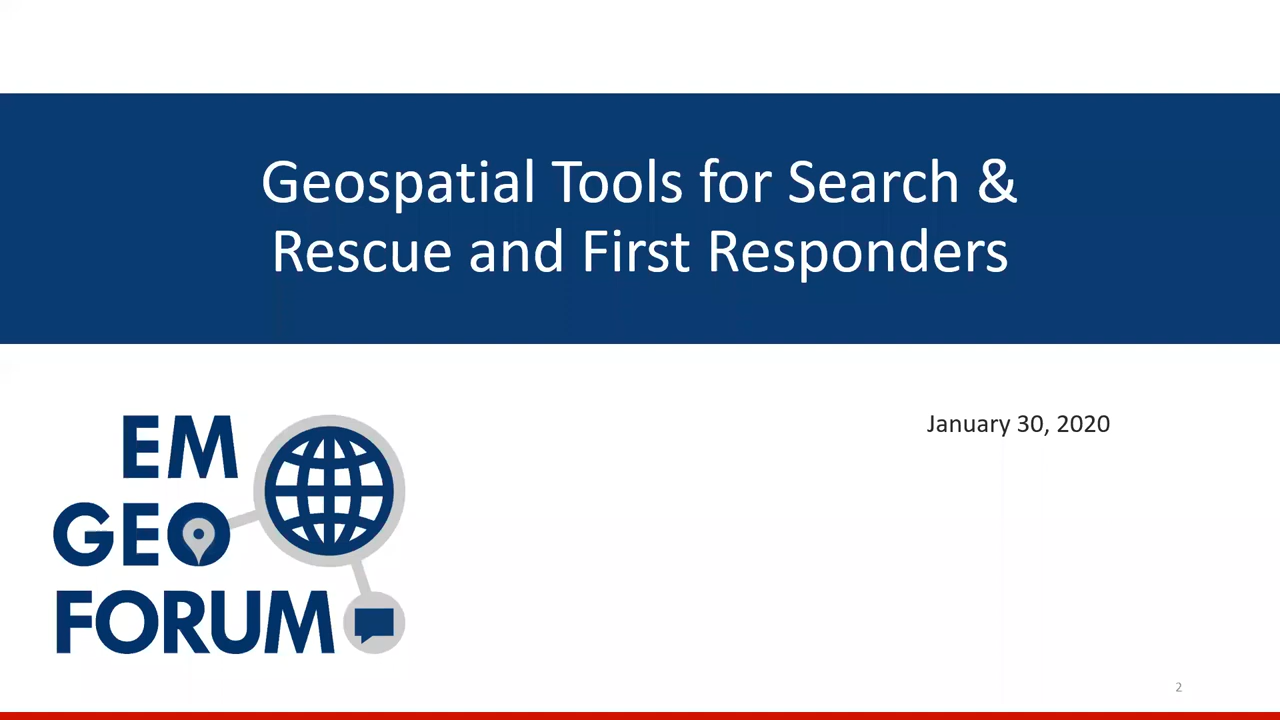 Geospatial Tools for Search &
Rescue and First Responders
January 30, 2020
EM
GEO
FORUM
2